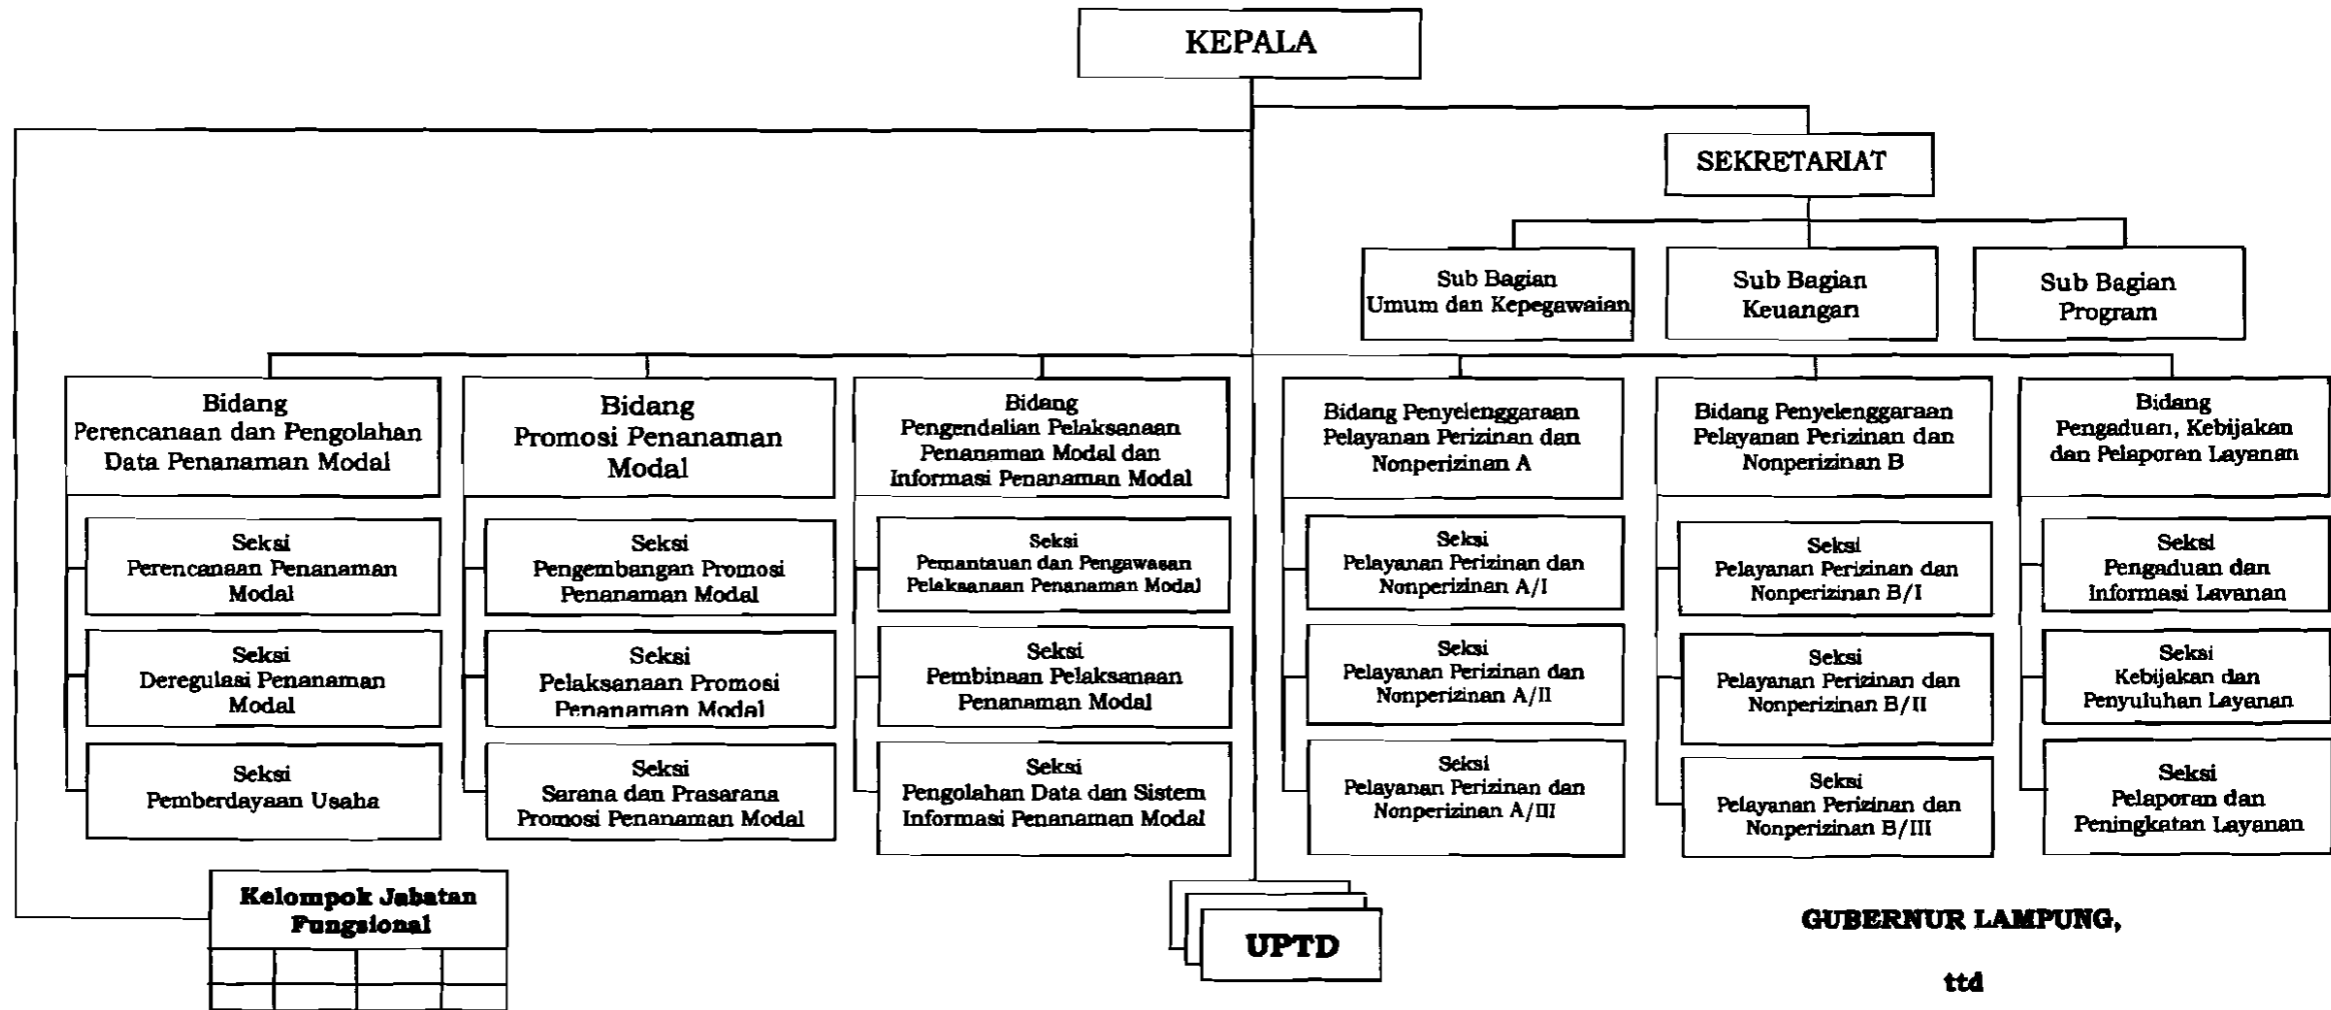 KEPALA
SEKRETARIAT
Sub Bagian
Umum dan Kepegawaian
Sub Bagian
Keuangan
Sub Bagian
Program
Bidang
Perencanaan dan Pengolahan
Data Penanaman Modal
Seksi
Perencanaan Penanaman
Modal
Seksi
Deregulasi Penanaman
Modal
Seksi
Pemberdayaan Usaha
Bidang
Promosi Penanaman
Modal
Seksi
Pengembangan Promosi
Penanaman Modal
Seksi
Pelaksanaan Promosi
Penanaman Modal
Seksi
Sarana dan Prasarana
Promosi Penanaman Modal
Bidang
Pengendalian Pelaksanaan
Penanaman Modal dan
Informasi Penanaman Modal
Seksi
Pemantauan dan Pengawasan
Pelaksanaan Penanaman Modal
Seksi
Pembinaan Pelaksanaan
Penanaman Modal
Seksi
Pengolahan Data dan Sistem
Informasi Penanaman Modal
Bidang Penyelenggaraan
Pelayanan Perizinan dan
Nonperizinan A
Seksi
Pelayanan Perizinan dan
Nonperizinan A/I
Seksi
Pelayanan Perizinan dan
Nonperizinan A/II
Seksi
Pelayanan Perizinan dan
Nonperizinan A/III
Bidang Penyelenggaraan
Pelayanan Perizinan dan
Nonperizinan B
Seksi
Pelayanan Perizinan dan
Nonperizinan B/I
Seksi
Pelayanan Perizinan dan
Nonperizinan B/II
Seksi
Pelayanan Perizinan dan
Nonperizinan B/III
Bidang
Pengaduan, Kebijakan
dan Pelaporan Layanan
Seksi
Pengaduan dan
Informasi Layanan
Seksi
Kebijakan dan
Penyuluhan Layanan
Seksi
Pelaporan dan
Peningkatan Layanan
Kelompok Jabatan
Fungsional
UPTD
GUBERNUR LAMPUNG,
ttd